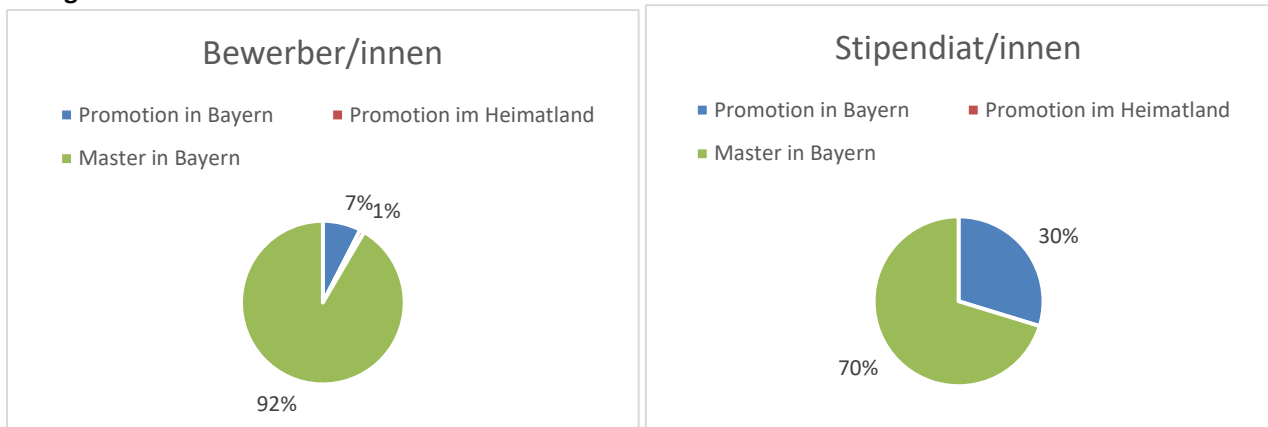 Bewerber/innen
Promotion in Bayern
Promotion im Heimatland
Master in Bayern
7%
1%
92%
Stipendiat/innen
Promotion in Bayern
Promotion im Heimatland
Master in Bayern
30%
70%